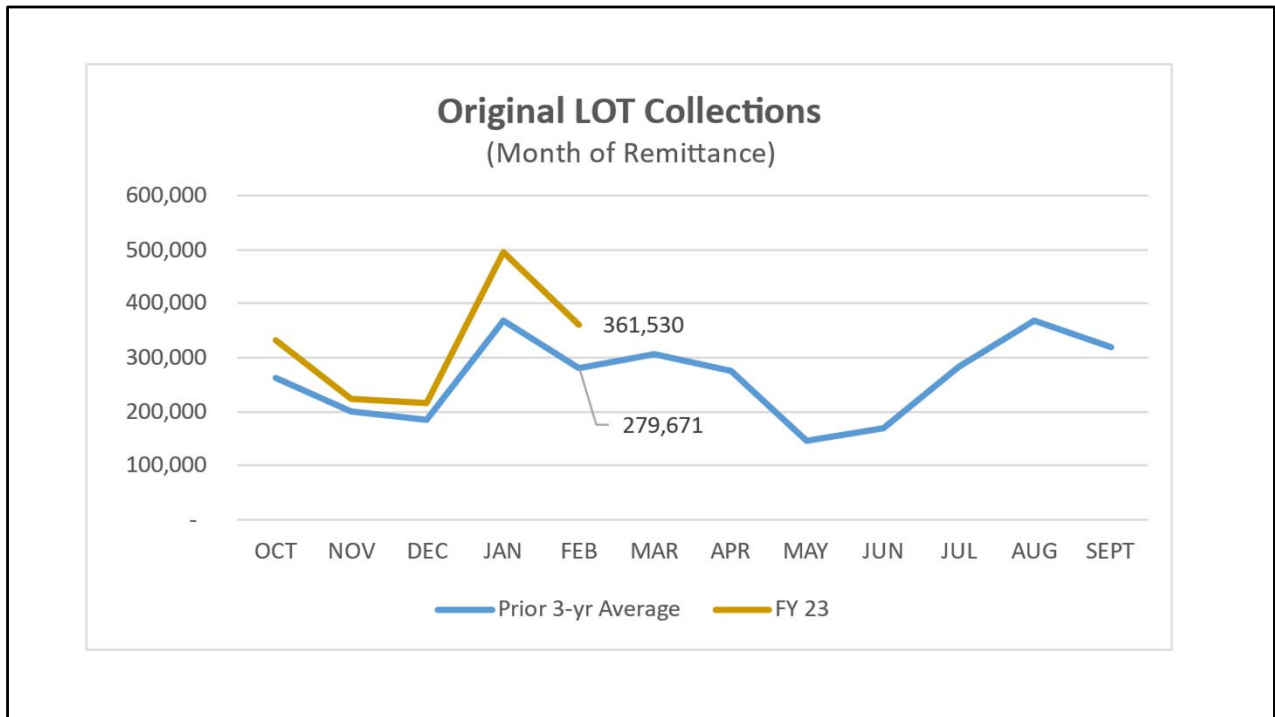 Original LOT Collections
(Month of Remittance)
600,000
500,000
400,000
300,000
200,000
100,000
-
361,530
279,671
OCT NOV DEC JAN FEB MAR APR MAY JUN JUL AUG SEPT
Prior 3-yr Average FY 23